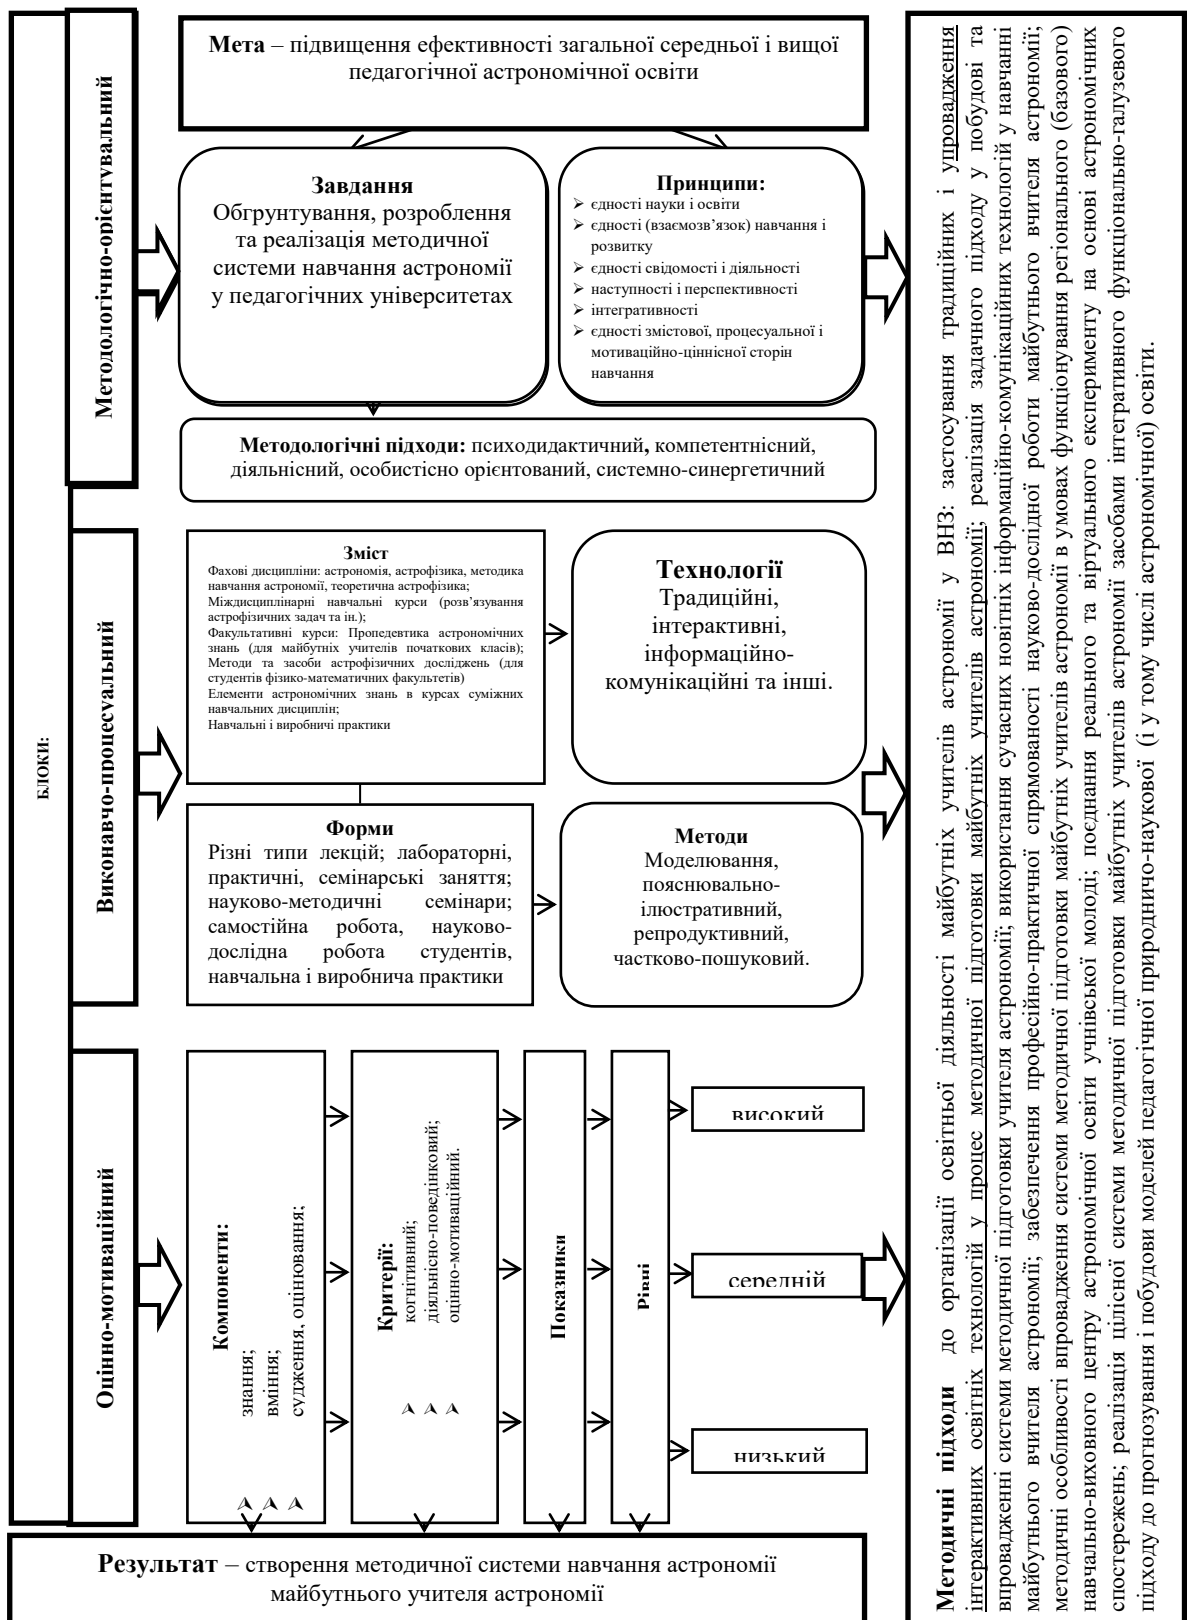 БЛОКИ:
Методологічно-орієнтувальний
Мета – підвищення ефективності загальної середньої і вищої
педагогічної астрономічної освіти
Завдання
Обгрунтування, розроблення
та реалізація методичної
системи навчання астрономії
у педагогічних університетах
Принципи:
➢ єдності науки і освіти
➢ єдності (взаємозв'язок) навчання і
розвитку
➢ єдності свідомості і діяльності
➢ наступності і перспективності
➢ інтегративності
➢ єдності змістової, процесуальної і
мотиваційно-ціннісної сторін
навчання
Методологічні підходи: психодидактичний, компетентнісний,
діяльнісний, особистісно орієнтований, системно-синергетичний
Виконавчо-процесуальний
Зміст
Фахові дисципліни: астрономія, астрофізика, методика
навчання астрономії, теоретична астрофізика;
Міждисциплінарні навчальні курси (розв'язування
астрофізичних задач та ін.);
Факультативні курси: Пропедевтика астрономічних
знань (для майбутніх учителів початкових класів);
Методи та засоби астрофізичних досліджень (для
студентів фізико-математичних факультетів)
Елементи астрономічних знань в курсах суміжних
навчальних дисциплін;
Навчальні і виробничі практики
Технології
Традиційні,
інтерактивні,
інформаційно-
комунікаційні та інші.
Форми
Різні типи лекцій; лабораторні,
практичні, семінарські заняття;
науково-методичні семінари;
самостійна робота, науково-
дослідна робота студентів,
навчальна і виробнича практики
Методи
Моделювання,
пояснювально-
ілюстративний,
репродуктивний,
частково-пошуковий.
Оцінно-мотиваційний
Компоненти:
➢ знання;
➢ вміння;
➢ судження, оцінювання;
Критерії:
➢ когнітивний;
➢ діяльнісно-поведінковий;
➢ оцінно-мотиваційний.
Показники
Рівні
високий
середній
низький
Результат – створення методичної системи навчання астрономії
майбутнього учителя астрономії
Методичні підходи до організації освітньої діяльності майбутніх учителів астрономії у ВНЗ: застосування традиційних і упровадження
інтерактивних освітніх технологій у процес методичної підготовки майбутніх учителів астрономії; реалізація задачного підходу у побудові та
впровадженні системи методичної підготовки учителя астрономії; використання сучасних новітніх інформаційно-комунікаційних технологій у навчанні
майбутнього вчителя астрономії; забезпечення професійно-практичної спрямованості науково-дослідної роботи майбутнього вчителя астрономії;
методичні особливості впровадження системи методичної підготовки майбутніх учителів астрономії в умовах функціонування регіонального (базового)
навчально-виховного центру астрономічної освіти учнівської молоді; поєднання реального та віртуального експерименту на основі астрономічних
спостережень; реалізація цілісної системи методичної підготовки майбутніх учителів астрономії засобами інтегративного функціонально-галузевого
підходу до прогнозування і побудови моделей педагогічної природничо-наукової (і у тому числі астрономічної) освіти.